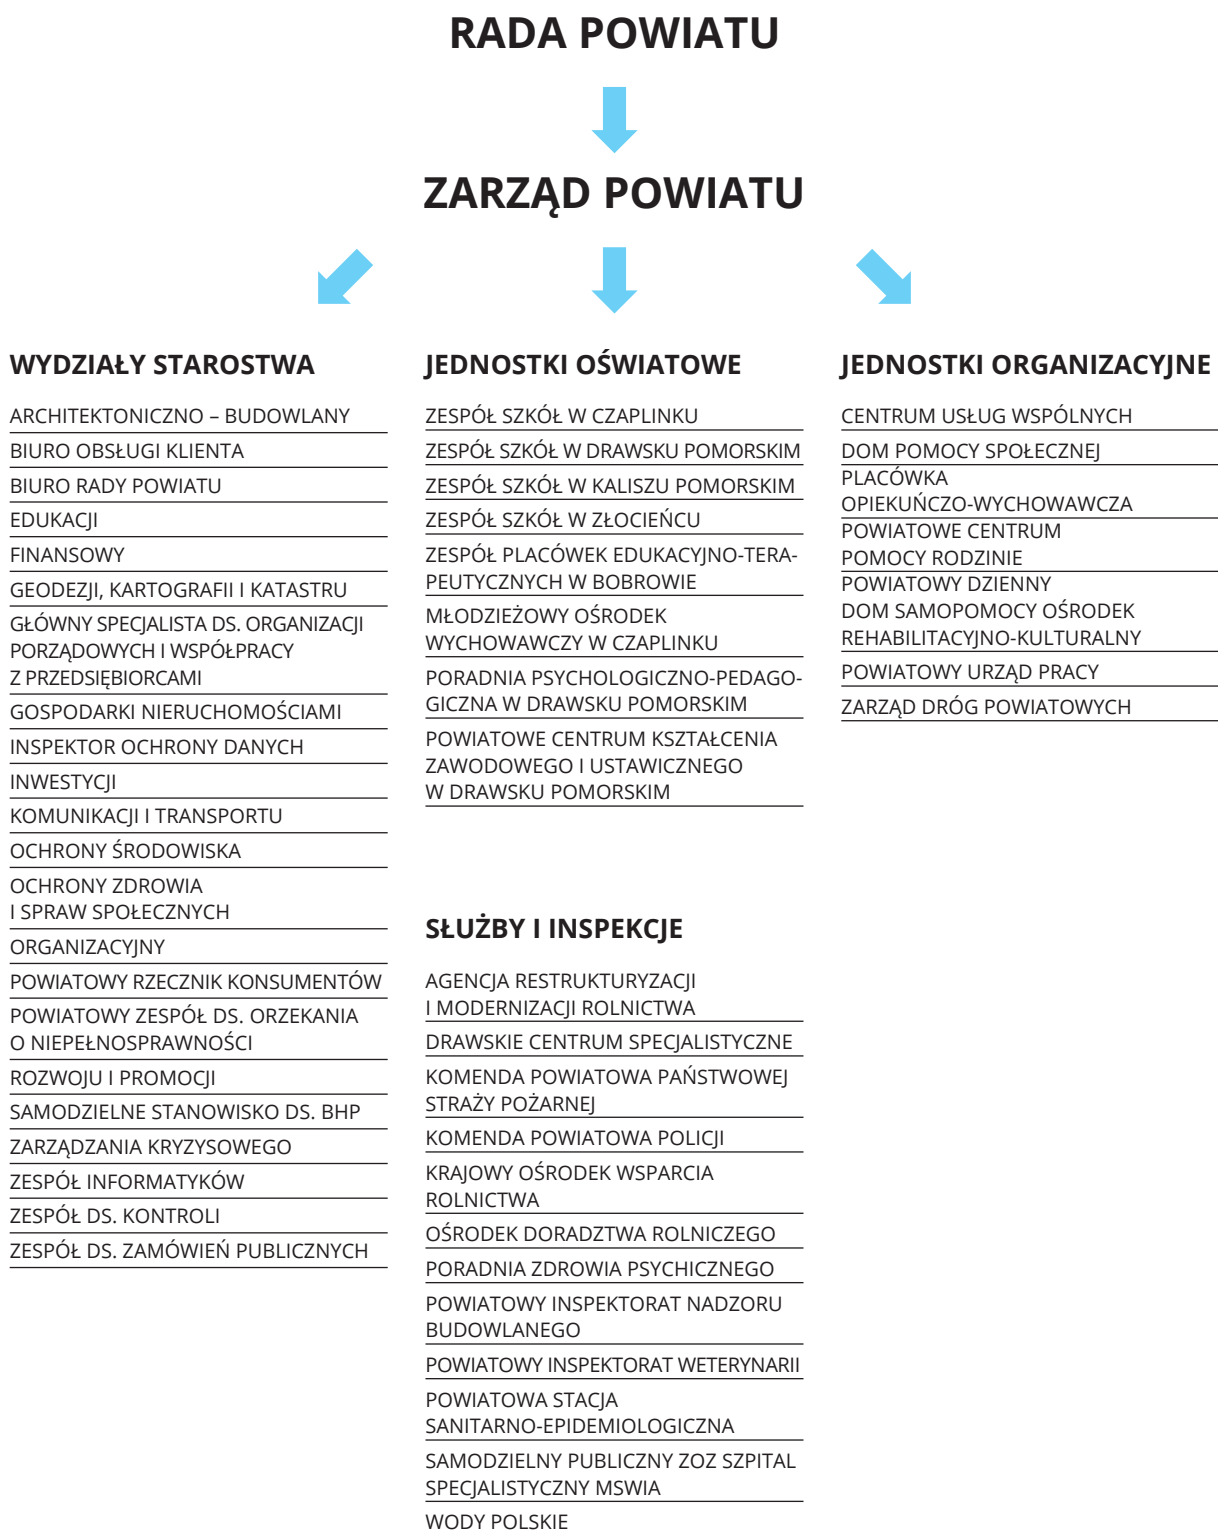 RADA POWIATU
ZARZĄD POWIATU
WYDZIAŁY STAROSTWA
ARCHITEKTONICZNO – BUDOWLANY
BIURO OBSŁUGI KLIENTA
BIURO RADY POWIATU
EDUKACJI
FINANSOWY
GEODEZJI, KARTOGRAFII I KATASTRU
GŁÓWNY SPECJALISTA DS. ORGANIZACJI
PORZĄDOWYCH I WSPÓŁPRACY
Z PRZEDSIĘBIORCAMI
GOSPODARKI NIERUCHOMOŚCIAMI
INSPEKTOR OCHRONY DANYCH
INWESTYCJI
KOMUNIKACJI I TRANSPORTU
OCHRONY ŚRODOWISKA
OCHRONY ZDROWIA
I SPRAW SPOŁECZNYCH
ORGANIZACYJNY
POWIATOWY RZECZNIK KONSUMENTÓW
POWIATOWY ZESPÓŁ DS. ORZEKANIA
O NIEPEŁNOSPRAWNOŚCI
ROZWOJU I PROMOCJI
SAMODZIELNE STANOWISKO DS. BHP
ZARZĄDZANIA KRYZYSOWEGO
ZESPÓŁ INFORMATYKÓW
ZESPÓŁ DS. KONTROLI
ZESPÓŁ DS. ZAMÓWIEŃ PUBLICZNYCH
JEDNOSTKI OŚWIATOWE
ZESPÓŁ SZKÓŁ W CZAPLINKU
ZESPÓŁ SZKÓŁ W DRAWSKU POMORSKIM
ZESPÓŁ SZKÓŁ W KALISZU POMORSKIM
ZESPÓŁ SZKÓŁ W ZŁOCIEŃCU
ZESPÓŁ PLACÓWEK EDUKACYJNO-TERA-
PEUTYCZNYCH W BOBROWIE
MŁODZIEŻOWY OŚRODEK
WYCHOWAWCZY W CZAPLINKU
PORADNIA PSYCHOLOGICZNO-PEDAGO-
GICZNA W DRAWSKU POMORSKIM
POWIATOWE CENTRUM KSZTAŁCENIA
ZAWODOWEGO I USTAWICZNEGO
W DRAWSKU POMORSKIM
SŁUŻBY I INSPEKCJE
AGENCJA RESTRUKTURYZACJI
I MODERNIZACJI ROLNICTWA
DRAWSKIE CENTRUM SPECJALISTYCZNE
KOMENDA POWIATOWA PAŃSTWOWEJ
STRAŻY POŻARNEJ
KOMENDA POWIATOWA POLICJI
KRAJOWY OŚRODEK WSPARCIA
ROLNICTWA
OŚRODEK DORADZTWA ROLNICZEGO
PORADNIA ZDROWIA PSYCHICZNEGO
POWIATOWY INSPEKTORAT NADZORU
BUDOWLANEGO
POWIATOWY INSPEKTORAT WETERYNARII
POWIATOWA STACJA
SANITARNO-EPIDEMIOLOGICZNA
SAMODZIELNY PUBLICZNY ZOZ SZPITAL
SPECJALISTYCZNY MSWIA
WODY POLSKIE
JEDNOSTKI ORGANIZACYJNE
CENTRUM USŁUG WSPÓLNYCH
DOM POMOCY SPOŁECZNEJ
PLACÓWKA
OPIEKUŃCZO-WYCHOWAWCZA
POWIATOWE CENTRUM
POMOCY RODZINIE
POWIATOWY DZIENNY
DOM SAMOPOMOCY OŚRODEK
REHABILITACYJNO-KULTURALNY
POWIATOWY URZĄD PRACY
ZARZĄD DRÓG POWIATOWYCH